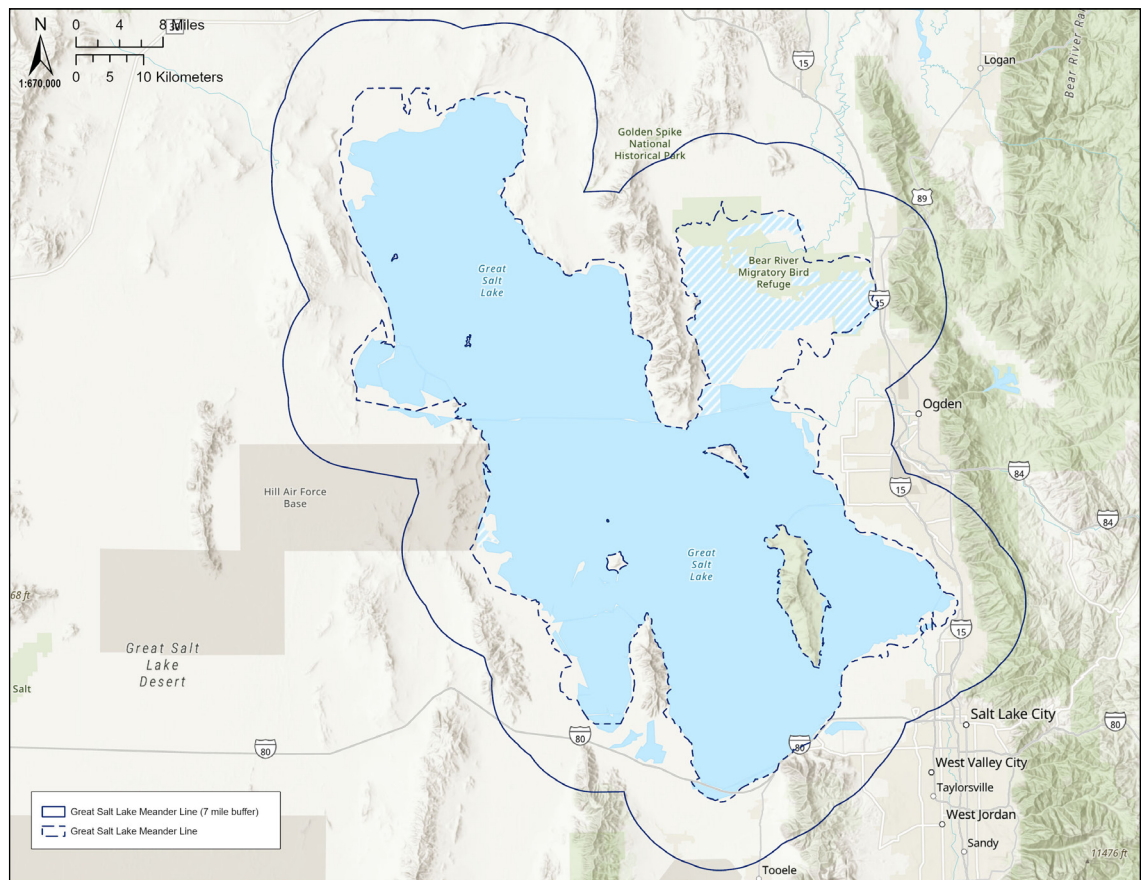 N
0 4 8 Miles
30
0 5 10 Kilometers
1:670,000
15
Logan
Bear River Ra
Golden Spike
National
Historical Park
89
Great
Salt
Lake
Bear River
Migratory Bird
Refuge
15
Ogden
84
15
Hill Air Force
Base
84
Great
Salt
Lake
68 ft
15
Great Salt
Lake
Desert
Salt
Salt Lake City
80
80
80
80
West Valley City
Taylorsville
West Jordan
Sandy
11476 ft
Tooele
Great Salt Lake Meander Line (7 mile buffer)
Great Salt Lake Meander Line